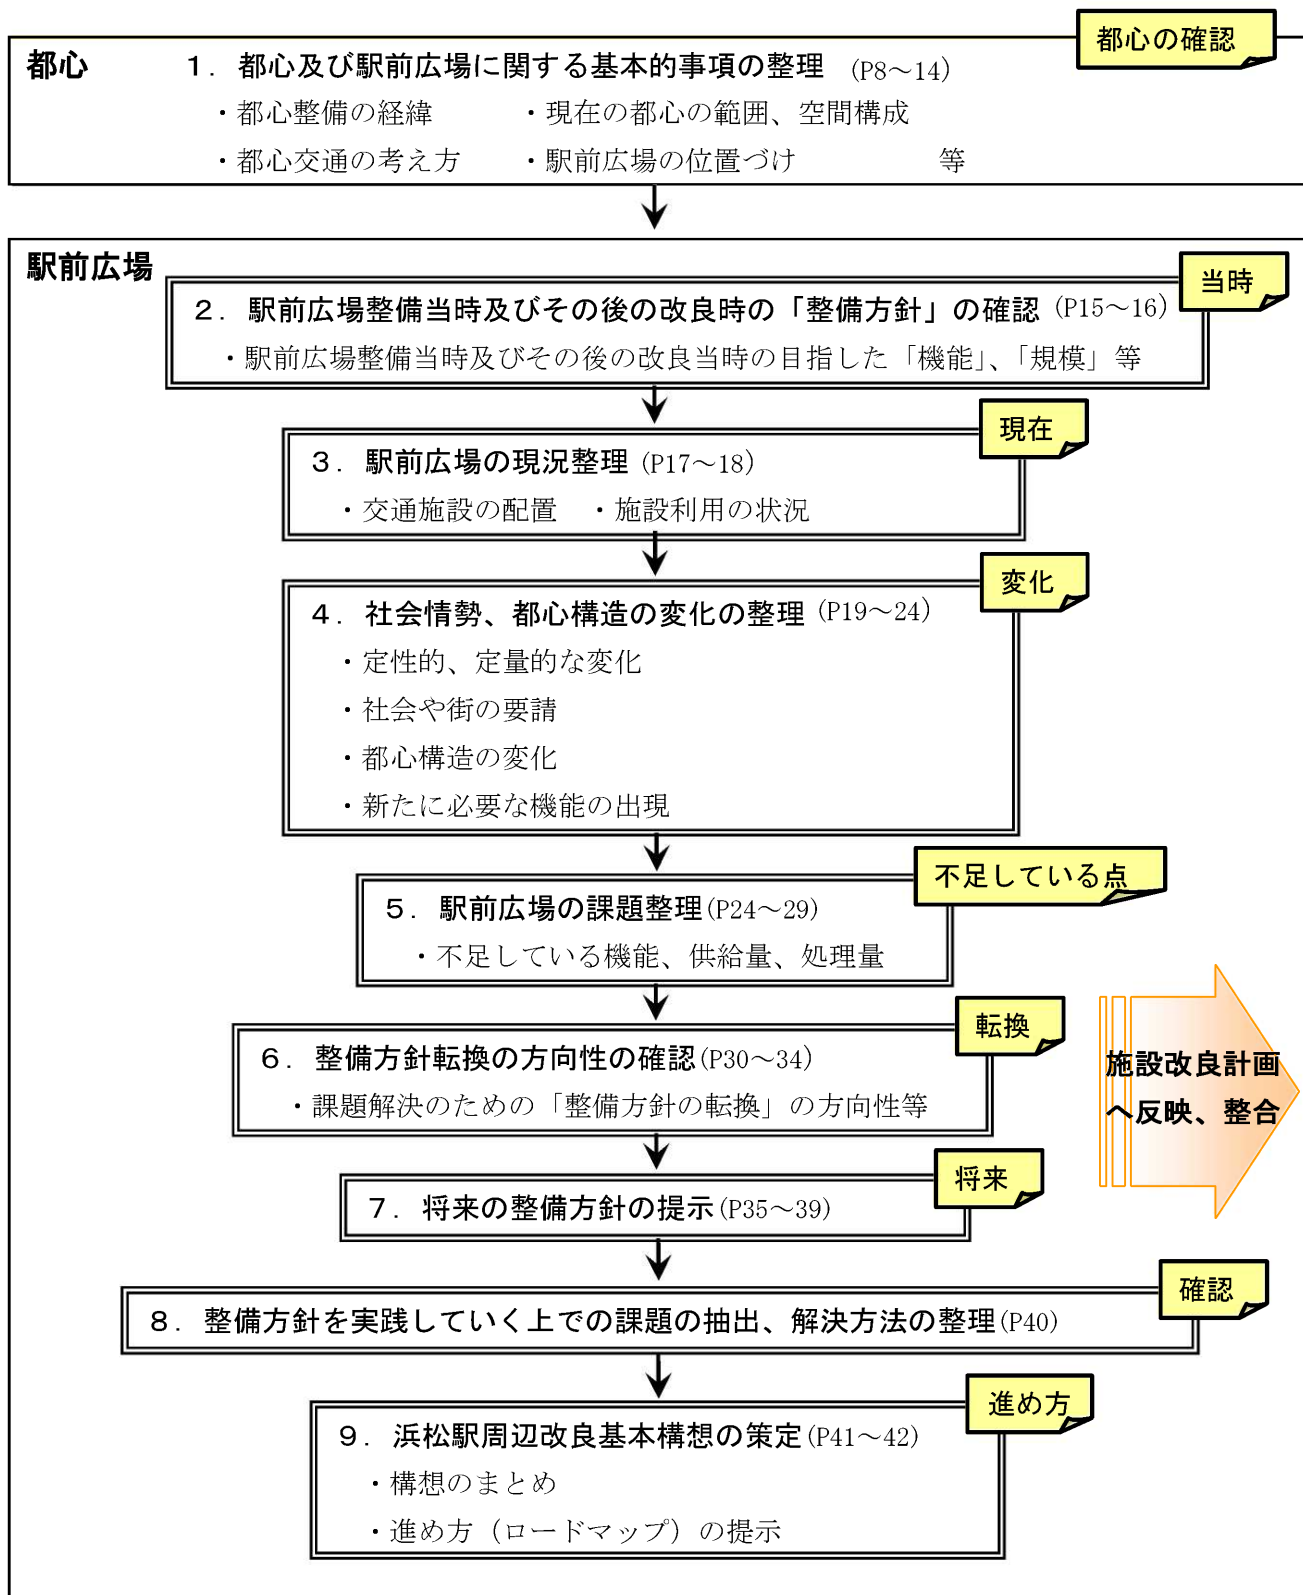 都心の確認
都心 1．都心及び駅前広場に関する基本的事項の整理 (P8～14)
・都心整備の経緯 ・現在の都心の範囲、空間構成
・都心交通の考え方 ・駅前広場の位置づけ 等
駅前広場
当時
2．駅前広場整備当時及びその後の改良時の「整備方針」の確認 (P15～16)
・駅前広場整備当時及びその後の改良当時の目指した「機能」、「規模」等
現在
3．駅前広場の現況整理 (P17～18)
・交通施設の配置 ・施設利用の状況
変化
4．社会情勢、都心構造の変化の整理 (P19～24)
・定性的、定量的な変化
・社会や街の要請
・都心構造の変化
・新たに必要な機能の出現
不足している点
5．駅前広場の課題整理(P24～29)
・不足している機能、供給量、処理量
転換
6．整備方針転換の方向性の確認(P30～34)
・課題解決のための「整備方針の転換」の方向性等
施設改良計画
へ反映、整合
将来
7．将来の整備方針の提示(P35～39)
確認
8．整備方針を実践していく上での課題の抽出、解決方法の整理(P40)
進め方
9．浜松駅周辺改良基本構想の策定(P41～42)
・構想のまとめ
・進め方（ロードマップ）の提示